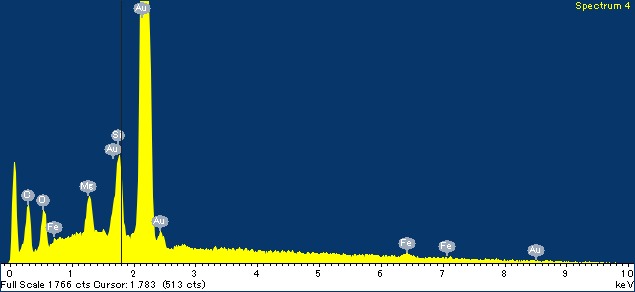 Spectrum 4
Au
Si
Au
Mg
C
O
Fe
Au
Fe
Fe
Au
0 1 2 3 4 5 6 7 8 9 10
Full Scale 1766 cts Cursor: 1.783 (513 cts) keV